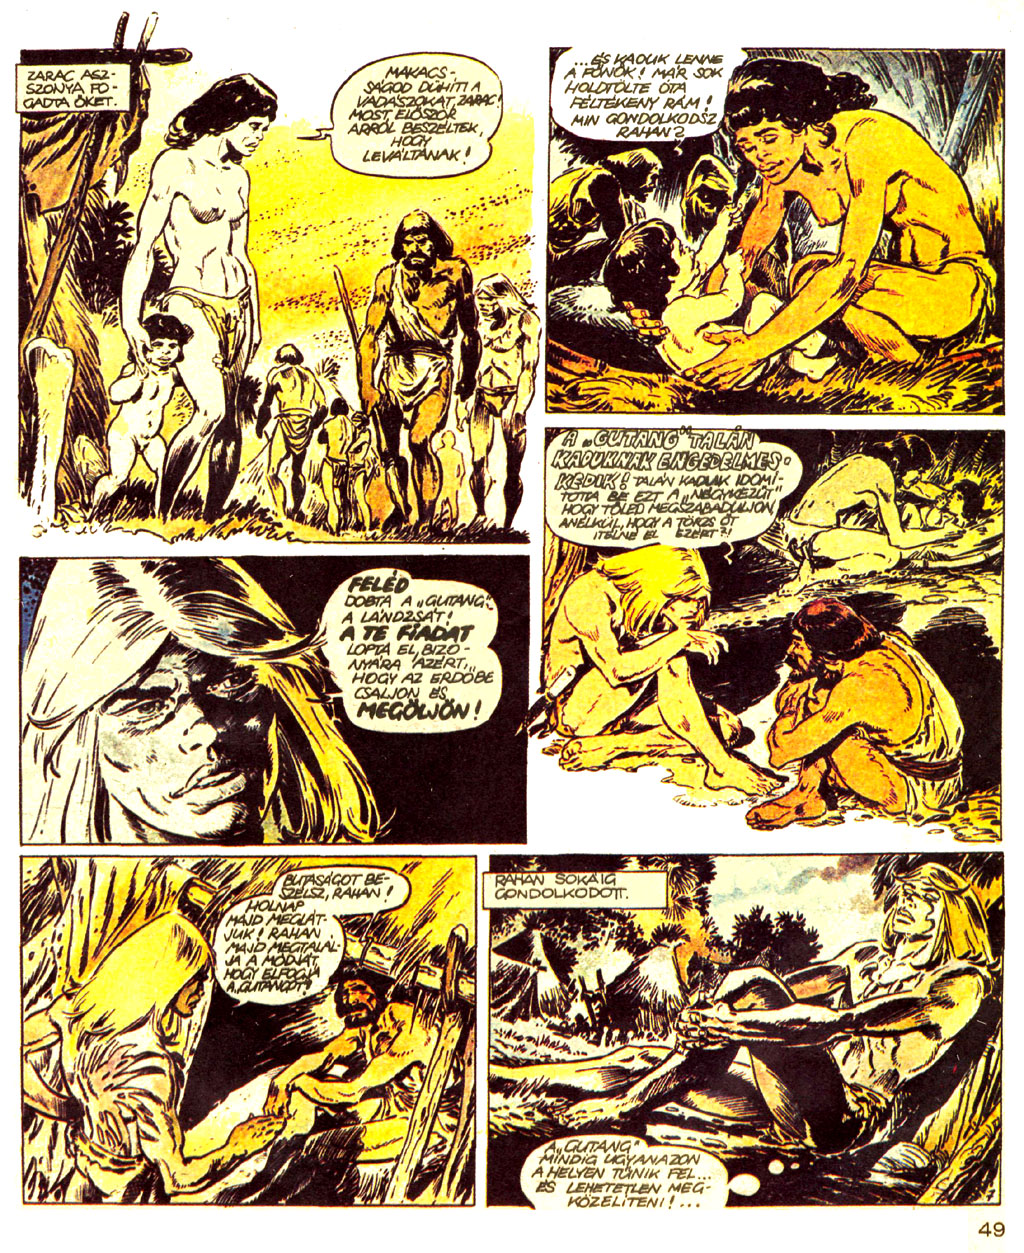 ZARAC ASZ-
SZONYA FO-
GADTA ŐKET.
MAKACS-
SÁGOD DÜHÍTI A
VADÁSZOKAT, ZARAC!
MOST ELŐSZÖR
ARRÓL BESZÉLTEK,
HOGY
LEVÁLTANAK!
...ÉS KADUK LENNE
A FŐNÖK! MÁR SOK
HOLDTÖLTE ÓTA
FÉLTÉKENY RÁM!
MIN GONDOLKODSZ
RAHAN?
FELÉD
DOBTA A „GUTANG"
A LÁNDZSÁT!
A TE FIADAT
LOPTA EL, BIZO-
NYÁRA AZÉRT,
HOGY AZ ERDŐBE
CSALJON ÉS
MEGÖLJÖN!
A „GUTANG" TALÁN
KADUKNAK ENGEDELMES-
KEDIK! TALÁN KADUK IDOMÍ-
TOTTA BE EZT A „NÉGYKEZŰT"
HOGY TŐLED MEGSZABADULJON,
ANÉLKÜL, HOGY A TÖRZS ŐT
ÍTÉLNÉ EL EZÉRT?!
BUTASÁGOT BE-
SZÉLSZ, RAHAN!
HOLNAP
MAJD MEGLÁT-
JUK! RAHAN
MAJD MEGTALÁL-
JA A MÓDJÁT,
HOGY ELFOGJA
A „GUTANGOT"!
RAHAN SOKÁIG
GONDOLKODOTT.
A „GUTANG"
MINDIG UGYANAZON
A HELYEN TŰNIK FEL...
ÉS LEHETETLEN MEG-
KÖZELÍTENI!...
49